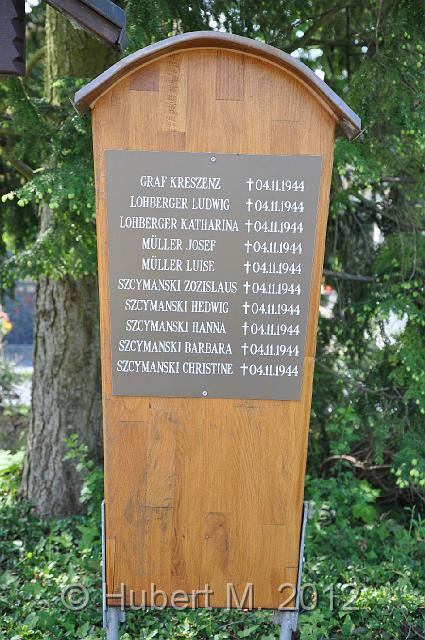 GRAF KRESZENZ †04.11.1944
LOHBERGER LUDWIG †04.11.1944
LOHBERGER KATHARINA †04.11.1944
MÜLLER JOSEF †04.11.1944
MÜLLER LUISE †04.11.1944
SZCYMANSKI ZOZISLAUS †04.11.1944
SZCYMANSKI HEDWIG †04.11.1944
SZCYMANSKI HANNA †04.11.1944
SZCYMANSKI BARBARA †04.11.1944
SZCYMANSKI CHRISTINE †04.11.1944
© Hubert M. 2012